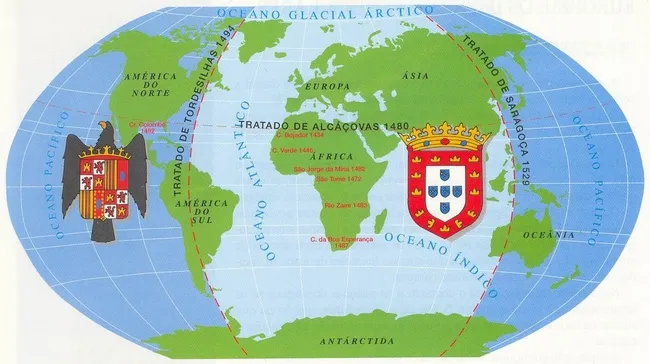 OCEANO GLACIAL ÁRCTICO
AMÉRICA
DO
NORTE
EUROPA
ÁSIA
TRATADO DE TORDESILHAS 1494
TRATADO DE SARAGOÇA 1529
TRATADO DE ALCÁÇOVAS 1480
Cr. Colombo
1492
C. Bojador 1434
C. Verde 1445
ÁFRICA
São Jorge da Mina 1482
São Tomé 1472
Rio Zaire 1483
C. da Boa Esperança
1487
OCEANO PACÍFICO
OCEANO ATLÂNTICO
AMÉRICA
DO
SUL
OCEANO ÍNDICO
OCEANO PACÍFICO
OCEÂNIA
ANTÁRCTIDA